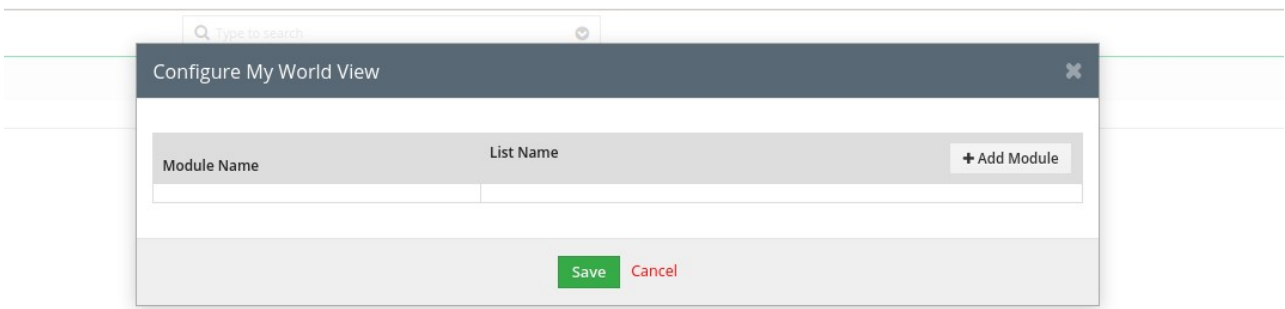 Type to search
Configure My World View
Module Name
List Name
Add Module
Save
Cancel